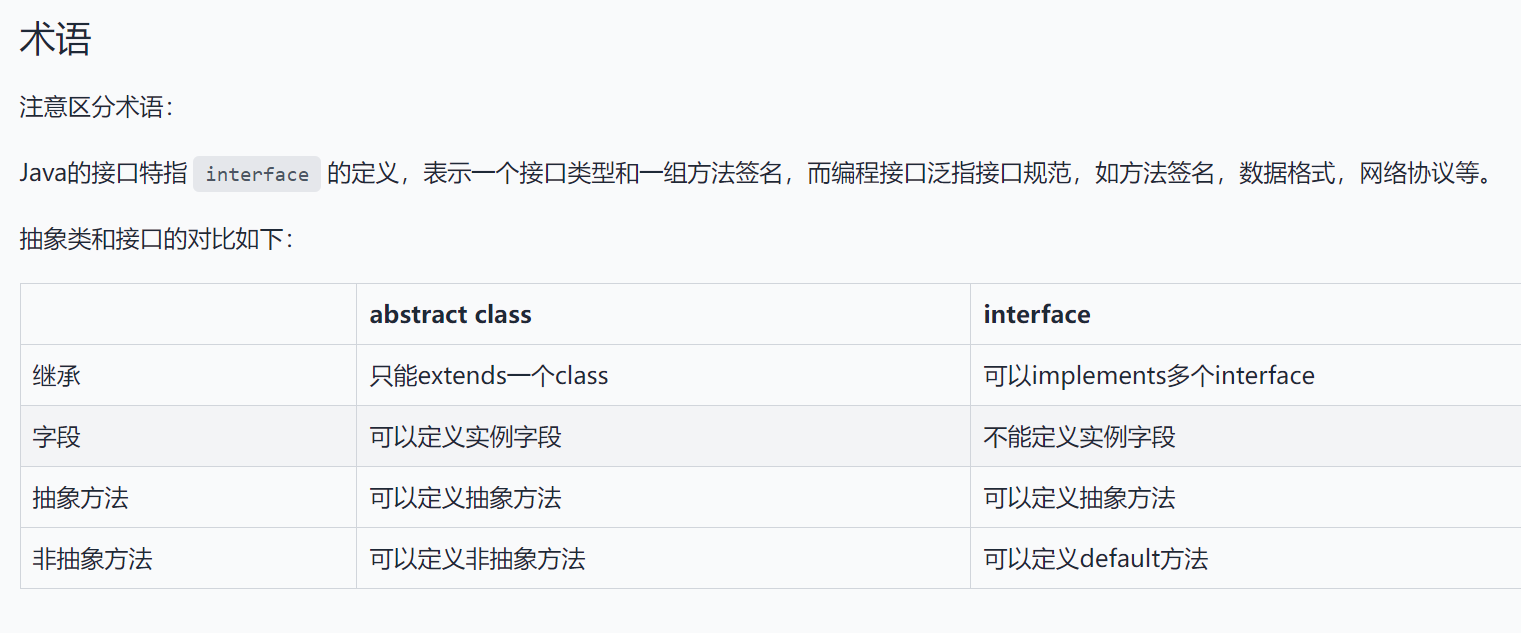 术语
注意区分术语：
Java的接口特指 interface 的定义，表示一个接口类型和一组方法签名，而编程接口泛指接口规范，如方法签名，数据格式，网络协议等。
抽象类和接口的对比如下：
abstract class interface
继承 只能extends一个class 可以implements多个interface
字段 可以定义实例字段 不能定义实例字段
抽象方法 可以定义抽象方法 可以定义抽象方法
非抽象方法 可以定义非抽象方法 可以定义default方法